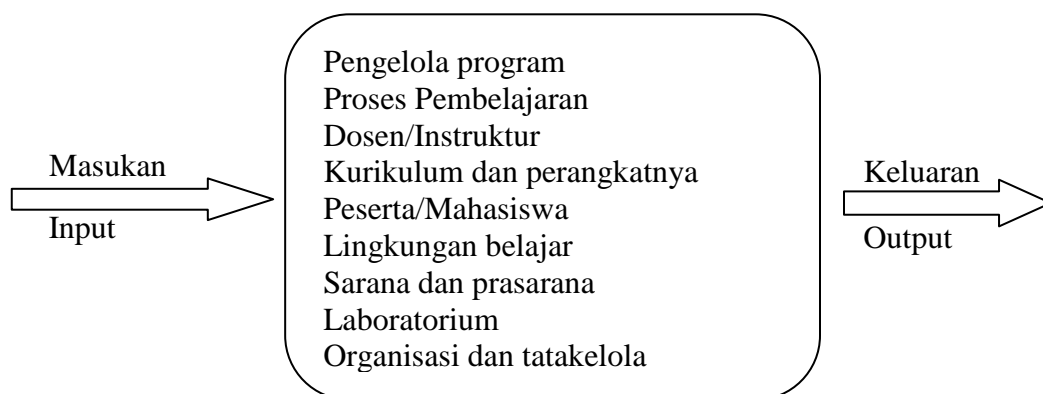 Masukan
Input
Pengelola program
Proses Pembelajaran
Dosen/Instruktur
Kurikulum dan perangkatnya
Peserta/Mahasiswa
Lingkungan belajar
Sarana dan prasarana
Laboratorium
Organisasi dan tatakelola
Keluaran
Output